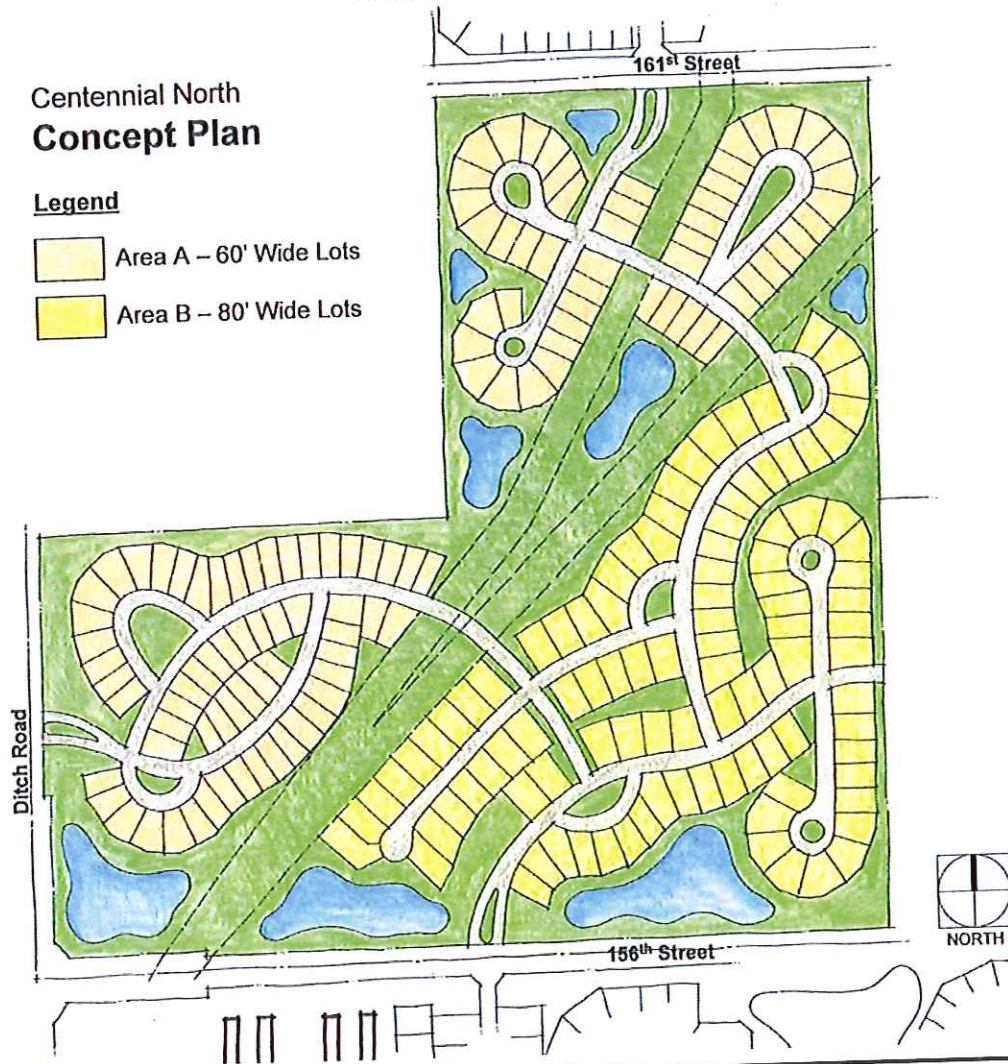 161st Street
Centennial North
Concept Plan
Legend
Area A – 60' Wide Lots
Area B – 80' Wide Lots
Ditch Road
156th Street
NORTH